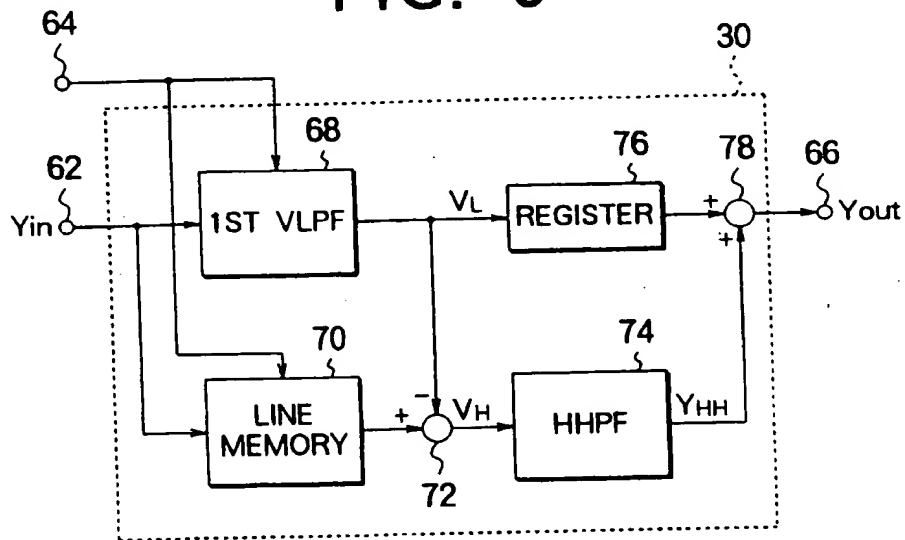 FIG.
64
30
62
68
76
78
66
Yin
1ST VLPF
VL
REGISTER
+
+
Yout
70
74
LINE
MEMORY
+
-
VH
HHPF
YHH
72